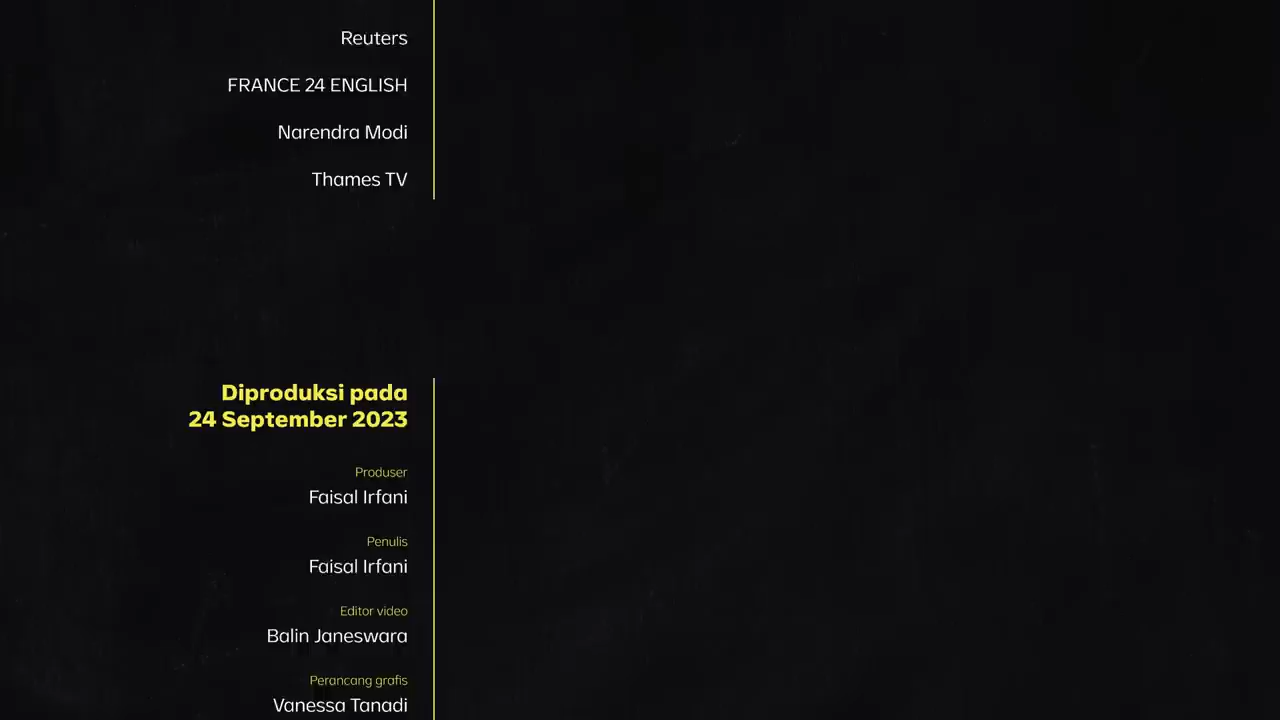 Reuters
FRANCE 24 ENGLISH
Narendra Modi
Thames TV
Diproduksi pada
24 September 2023
Produser
Faisal Irfani
Penulis
Faisal Irfani
Editor video
Balin Janeswara
Perancang grafis
Vanessa Tanadi